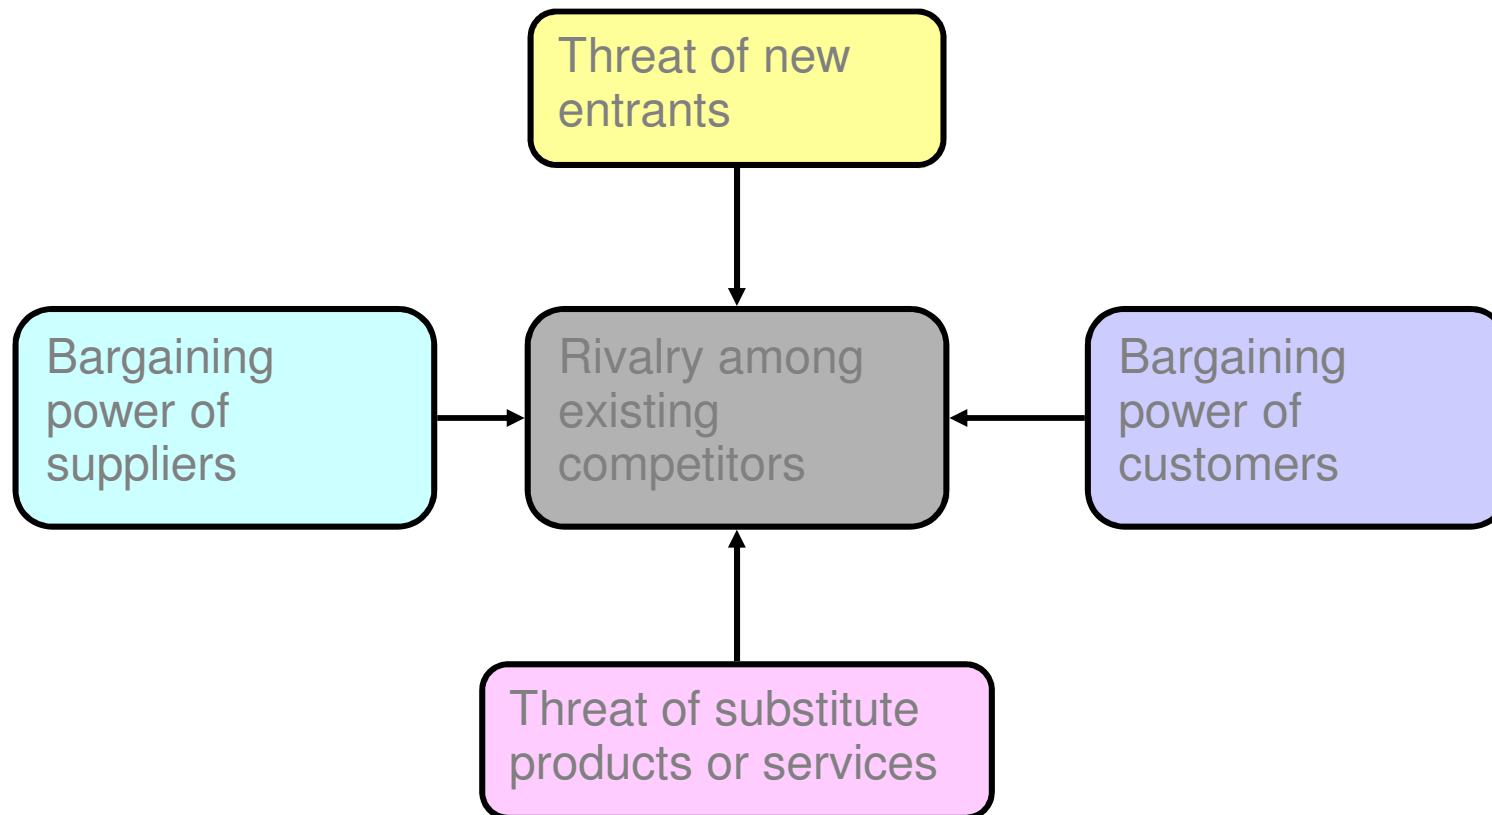 Threat of new
entrants
Bargaining
power of
suppliers
Rivalry among
existing
competitors
Bargaining
power of
customers
Threat of substitute
products or services